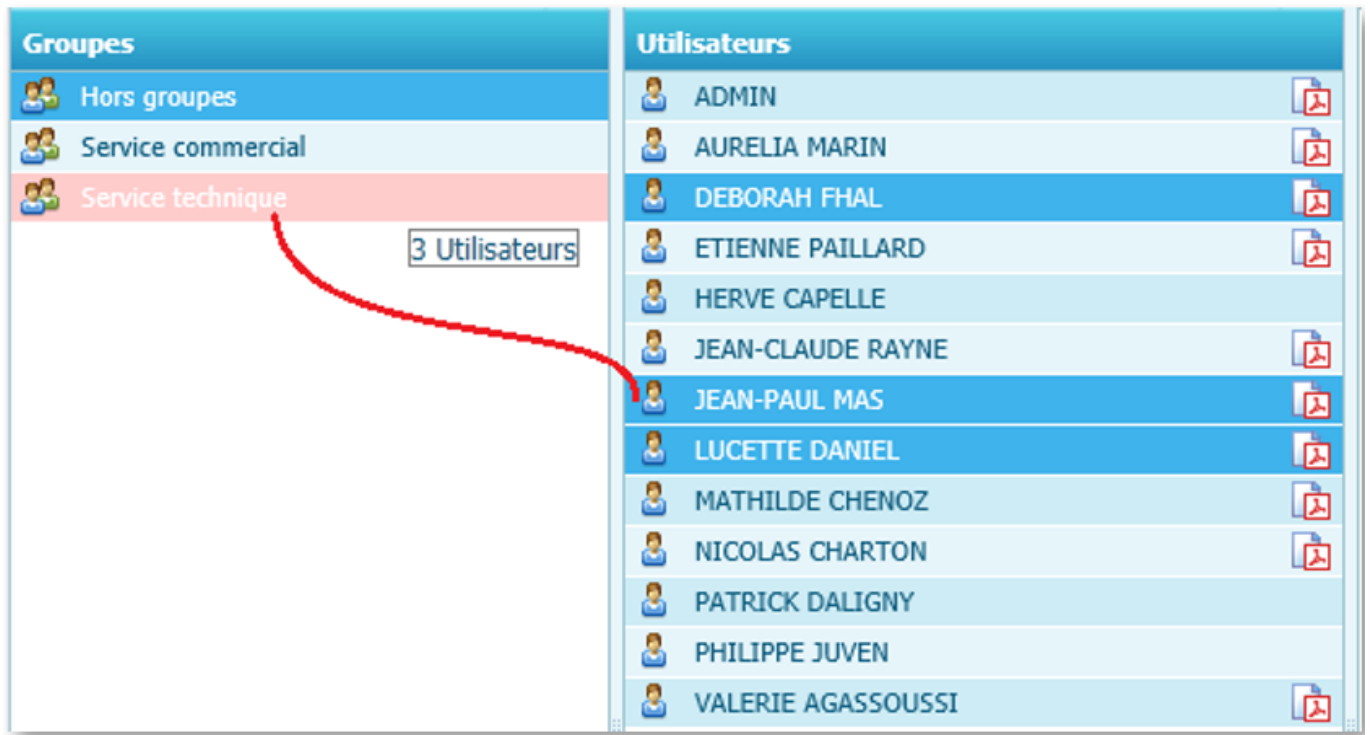 Groupes
Hors groupes
Service commercial
Service technique
3 Utilisateurs
Utilisateurs
ADMIN
AURELIA MARIN
DEBORAH FHAL
ETIENNE PAILLARD
HERVE CAPELLE
JEAN-CLAUDE RAYNE
JEAN-PAUL MAS
LUCETTE DANIEL
MATHILDE CHENOZ
NICOLAS CHARTON
PATRICK DALIGNY
PHILIPPE JUVEN
VALERIE AGASSOUSSI